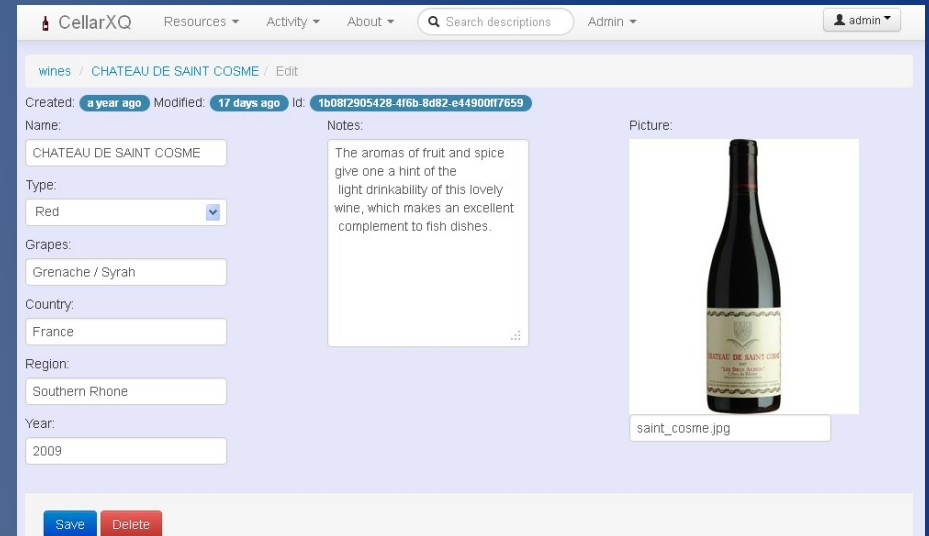 CellarXQ Resources Activity About Search descriptions Admin admin
wines / CHATEAU DE SAINT COSME / Edit
Created: a year ago Modified: 17 days ago Id: 1b08f2905428-4f6b-8d82-e44900ff7659
Name:
CHATEAU DE SAINT COSME
Type:
Red
Grapes:
Grenache / Syrah
Country:
France
Region:
Southern Rhone
Year:
2009
Notes:
The aromas of fruit and spice
give one a hint of the
light drinkability of this lovely
wine, which makes an excellent
complement to fish dishes.
Picture:
CHATEAU DE SAINT COSME
saint_cosme.jpg
Save Delete